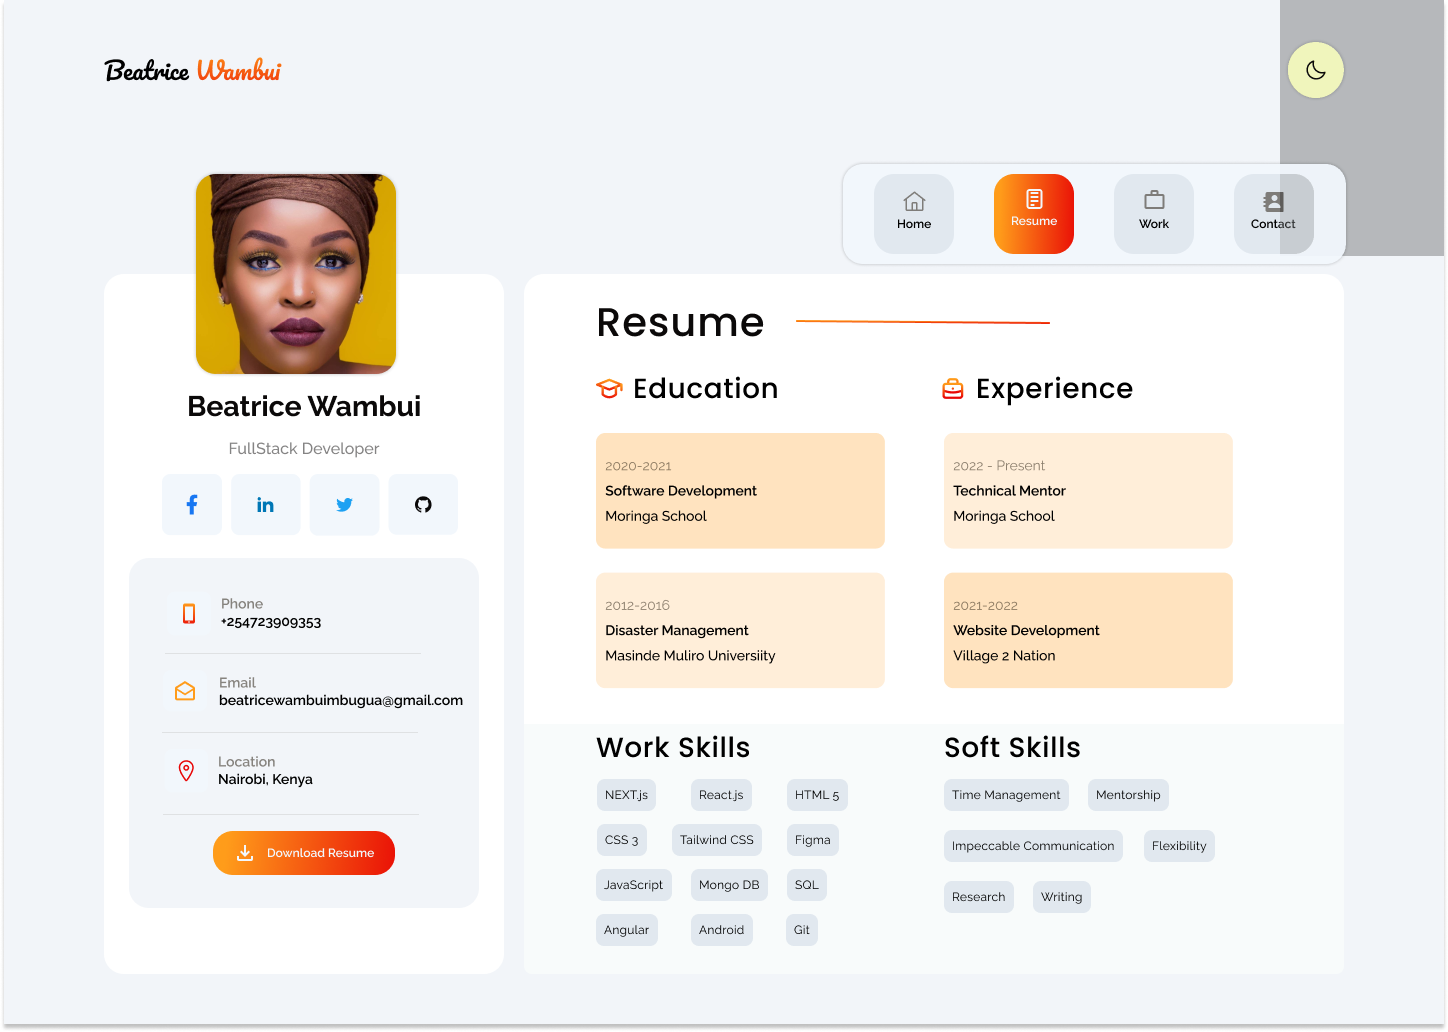 Beatrice Wambui
Home
Resume
Work
Contact
Beatrice Wambui
FullStack Developer
Phone
+254723909353
Email
beatricewambuimbugua@gmail.com
Location
Nairobi, Kenya
Download Resume
Resume
Education
2020-2021
Software Development
Moringa School
2012-2016
Disaster Management
Masinde Muliro Universiity
Experience
2022 - Present
Technical Mentor
Moringa School
2021-2022
Website Development
Village 2 Nation
Work Skills
NEXT.js React.js HTML 5
CSS 3 Tailwind CSS Figma
JavaScript Mongo DB SQL
Angular Android Git
Soft Skills
Time Management Mentorship
Impeccable Communication Flexibility
Research Writing